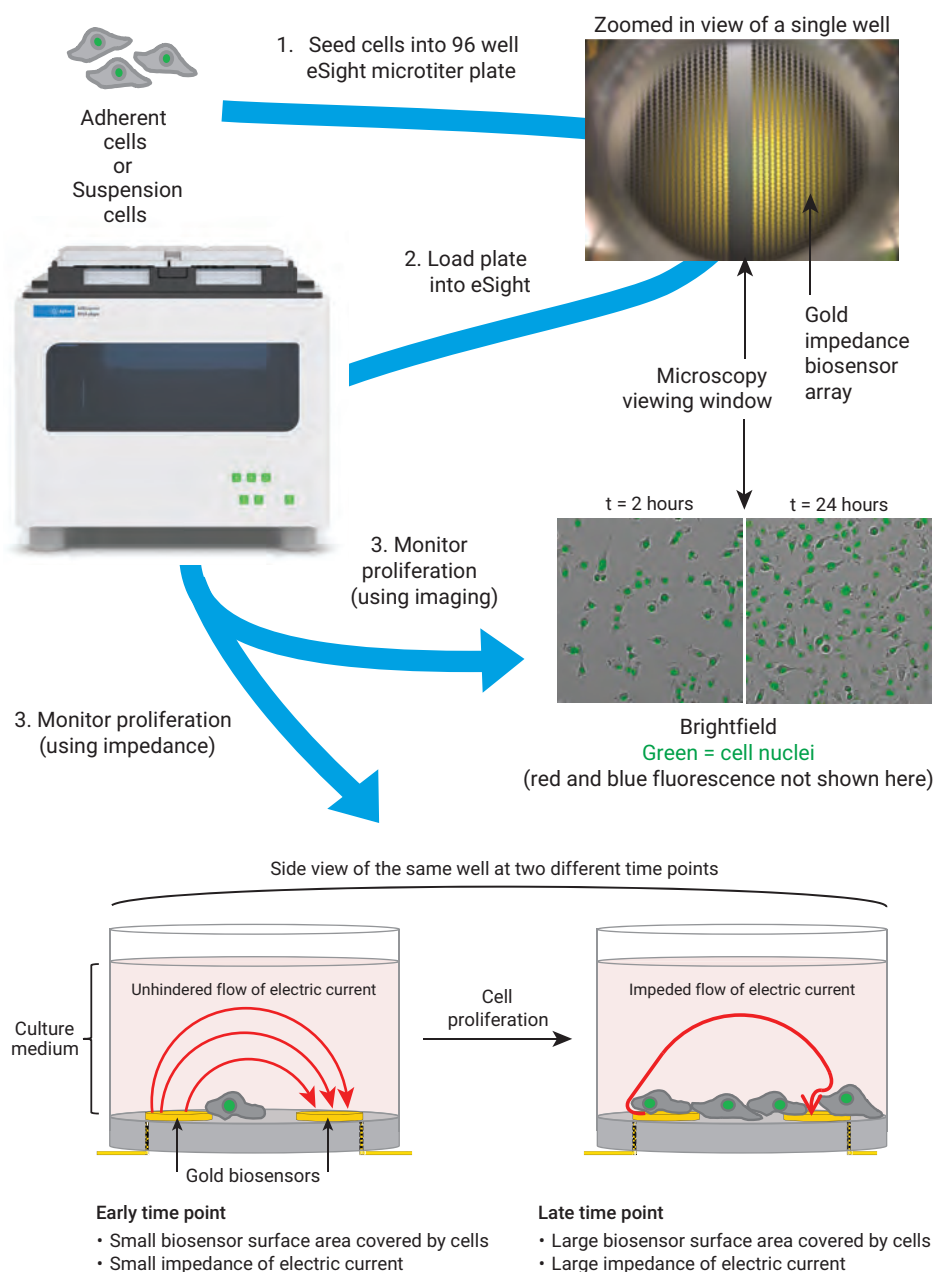 Zoomed in view of a single well
1. Seed cells into 96 well
eSight microtiter plate
Adherent
cells
or
Suspension
cells
2. Load plate
into eSight
Gold
impedance
biosensor
array
Microscopy
viewing window
t = 2 hours
t = 24 hours
3. Monitor
proliferation
(using imaging)
3. Monitor proliferation
(using impedance)
Brightfield
Green = cell nuclei
(red and blue fluorescence not shown here)
Side view of the same well at two different time points
Unhindered flow of electric current
Culture
medium
Cell
proliferation
Impeded flow of electric current
Gold biosensors
Early time point
• Small biosensor surface area covered by cells
• Small impedance of electric current
Late time point
• Large biosensor surface area covered by cells
• Large impedance of electric current